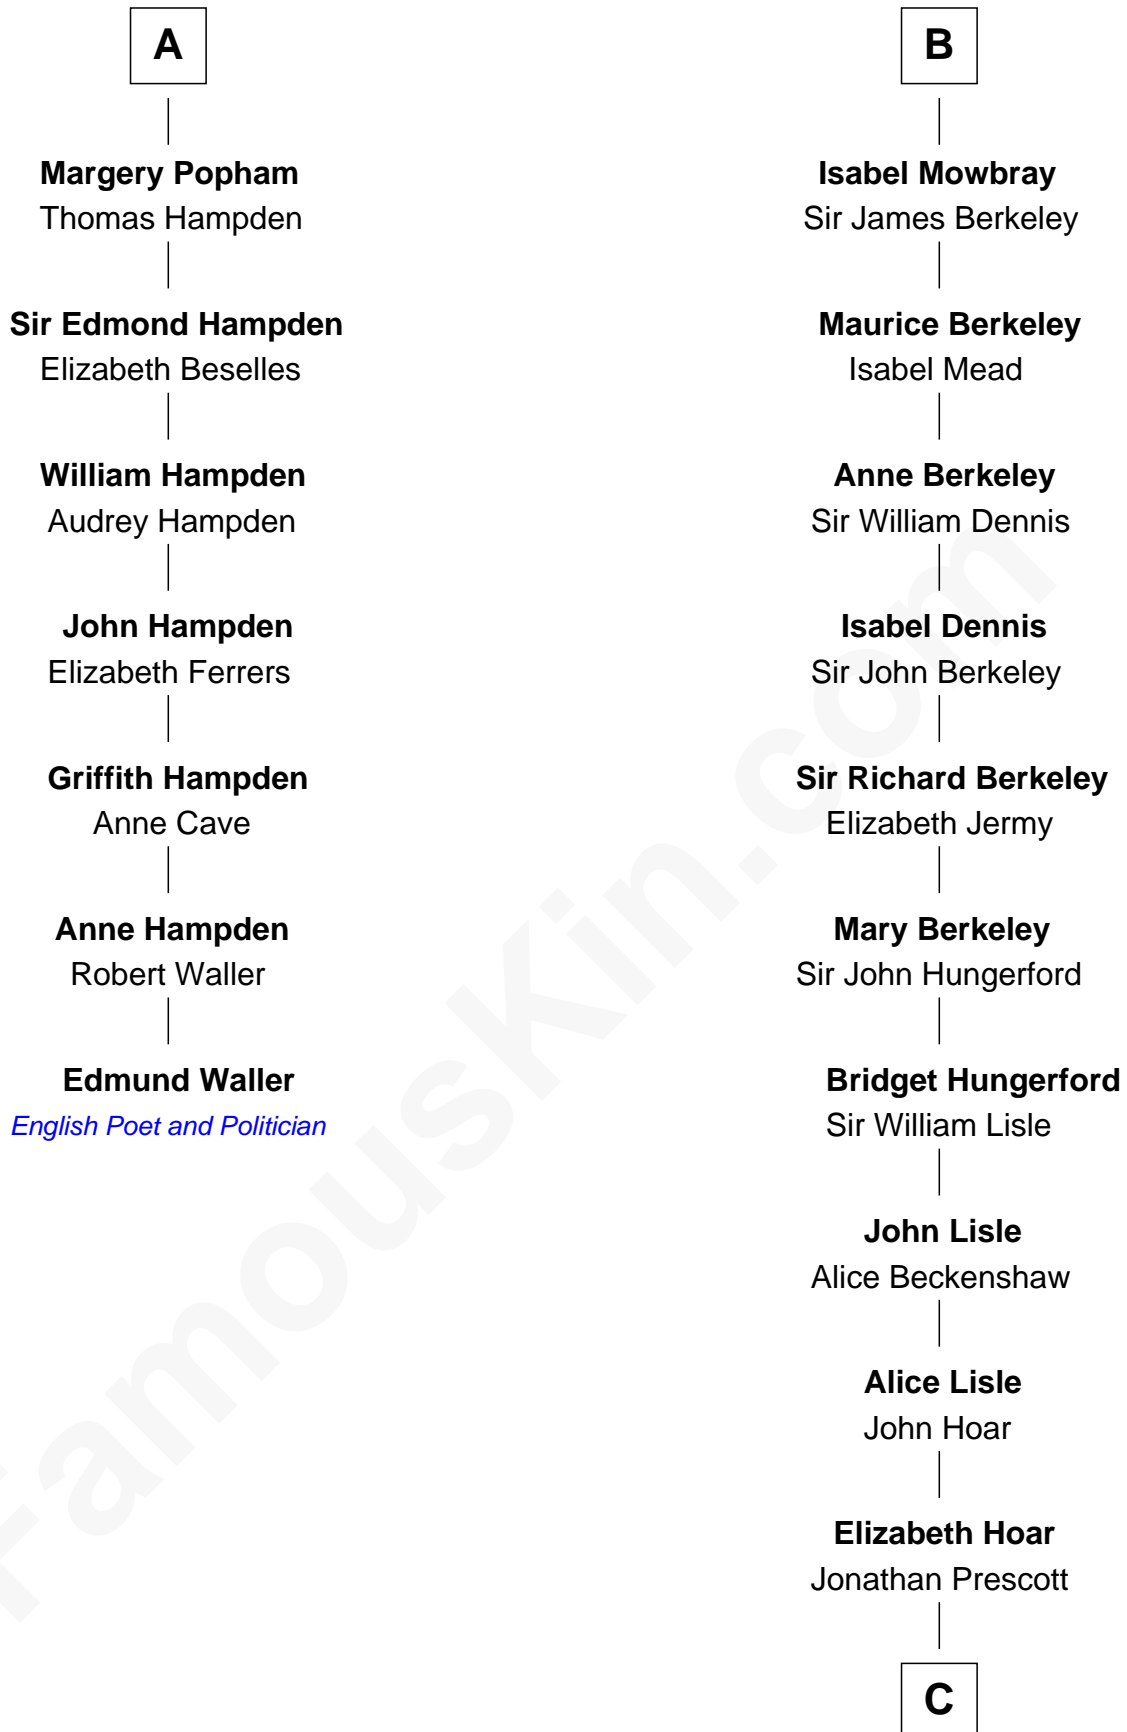 A
Margery Popham
Thomas Hampden
Sir Edmond Hampden
Elizabeth Beselles
William Hampden
Audrey Hampden
John Hampden
Elizabeth Ferrers
Griffith Hampden
Anne Cave
Anne Hampden
Robert Waller
Edmund Waller
English Poet and Politician
B
Isabel Mowbray
Sir James Berkeley
Maurice Berkeley
Isabel Mead
Anne Berkeley
Sir William Dennis
Isabel Dennis
Sir John Berkeley
Sir Richard Berkeley
Elizabeth Jermy
Mary Berkeley
Sir John Hungerford
Bridget Hungerford
Sir William Lisle
John Lisle
Alice Beckenshaw
Alice Lisle
John Hoar
Elizabeth Hoar
Jonathan Prescott
C
FamousKin.com